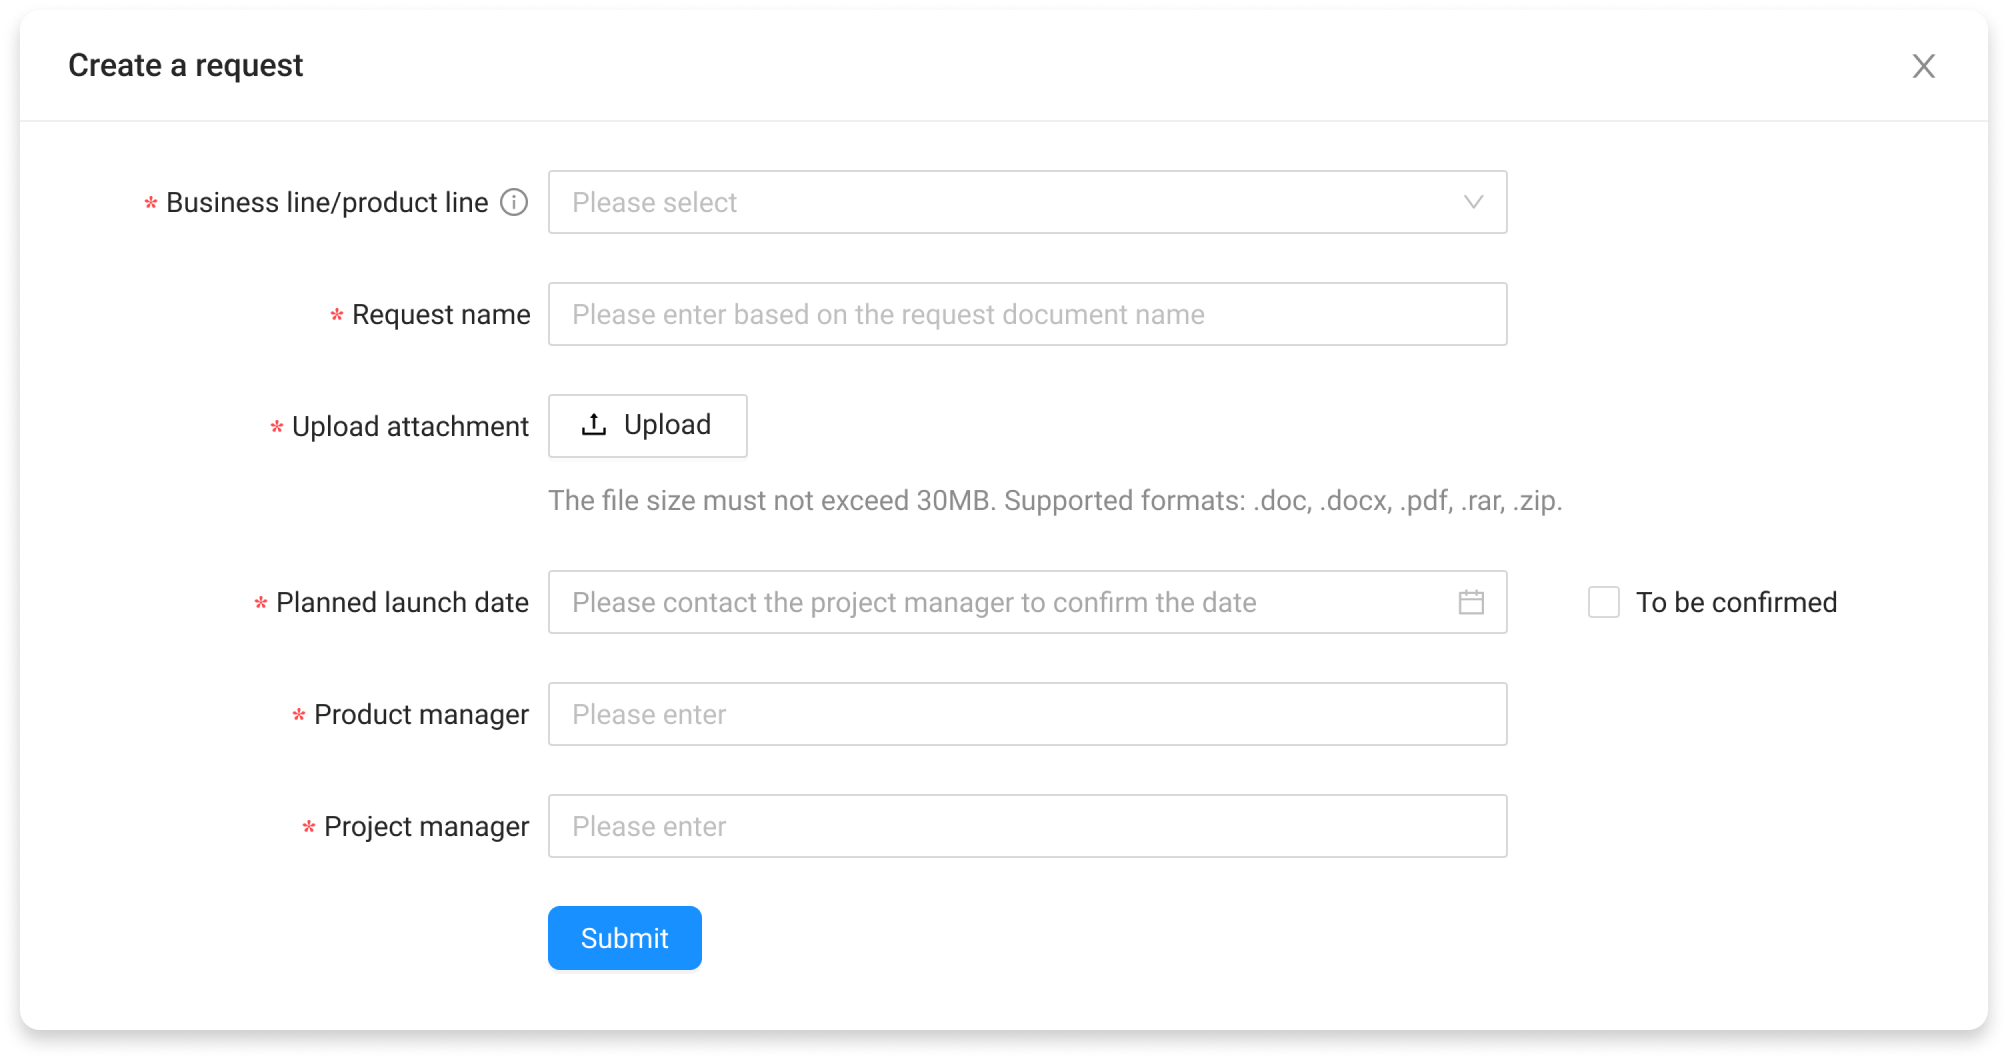 Create a request
* Business line/product line
Please select
* Request name
Please enter based on the request document name
* Upload attachment
Upload
The file size must not exceed 30MB. Supported formats: .doc, .docx, .pdf, .rar, .zip.
* Planned launch date
Please contact the project manager to confirm the date
To be confirmed
* Product manager
Please enter
* Project manager
Please enter
Submit